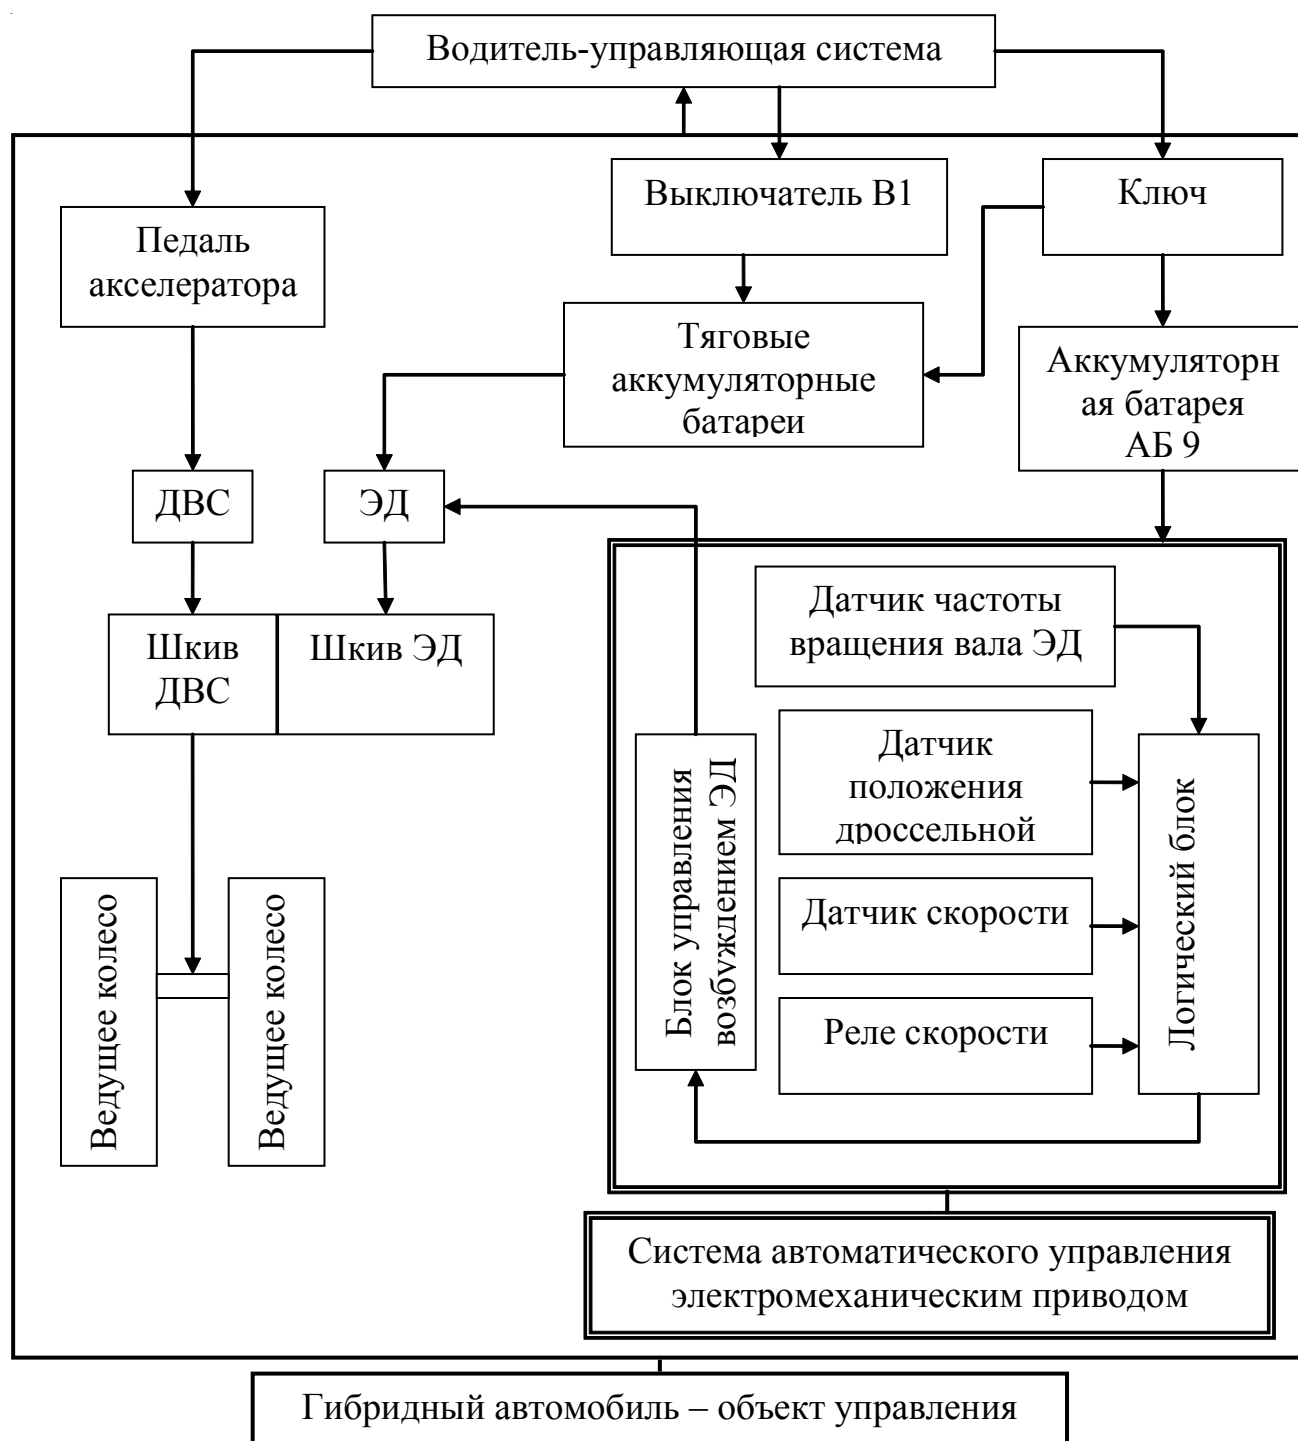 Водитель-управляющая система
Выключатель В1
Ключ
Педаль
акселератора
Тяговые
аккумуляторные
батареи
Аккумуляторн
ая батарея
АБ 9
ДВС
ЭД
Датчик частоты
вращения вала ЭД
Шкив
ДВС
Шкив ЭД
Датчик
положения
дроссельной
Блок управления
возбуждением ЭД
Логический блок
Датчик скорости
Реле скорости
Ведущее колесо
Ведущее колесо
Система автоматического управления
электромеханическим приводом
Гибридный автомобиль – объект управления